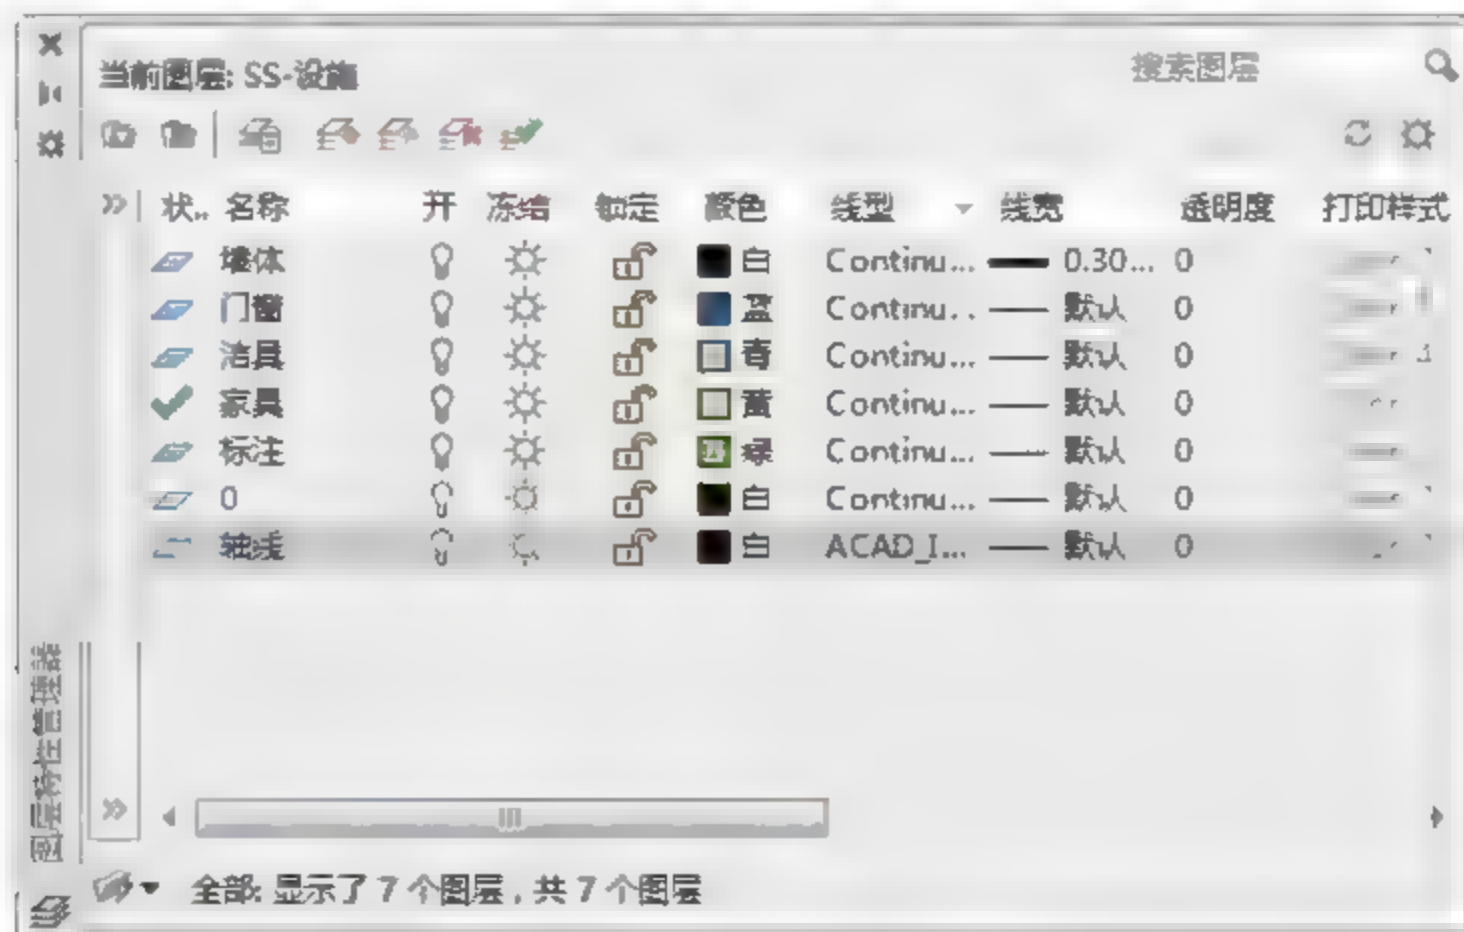 当前图层: SS-设施
搜索图层
状.. 名称 开 冻结 锁定 颜色 线型 线宽 透明度 打印样式
墙体 白 Continu... 0.30... 0
门窗 蓝 Continu... 默认 0
洁具 青 Continu... 默认 0
家具 黄 Continu... 默认 0
标注 绿 Continu... 默认 0
0 白 Continu... 默认 0
轴线 白 ACAD_I... 默认 0
图层特性管理器
全部: 显示了 7 个图层，共 7 个图层